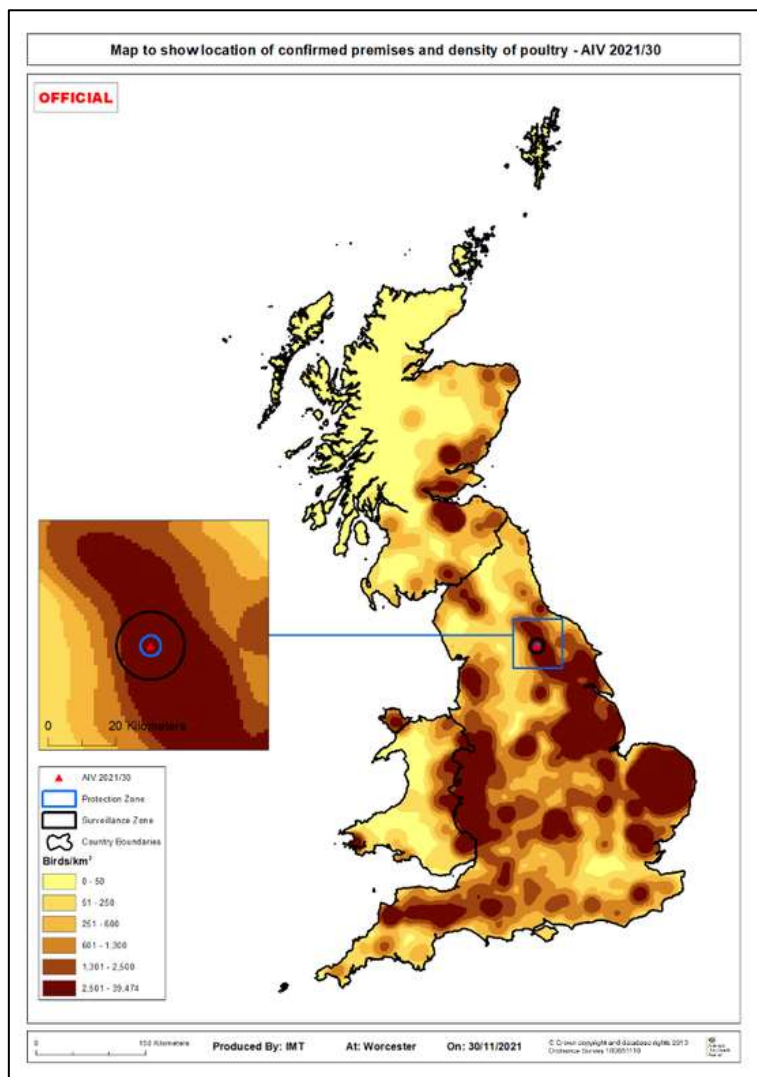 Map to show location of confirmed premises and density of poultry - AIV 2021/30
OFFICIAL
0 20 Kilometers
AIV 2021/30
Protection Zone
Surveillance Zone
Country Boundaries
Birds/km²
0 - 50
51 - 250
251 - 600
601 - 1,300
1,301 - 2,500
2,501 - 39,474
0 150 Kilometers
Produced By: IMT
At: Worcester
On: 30/11/2021
© Crown copyright and database rights 2013
Ordnance Survey